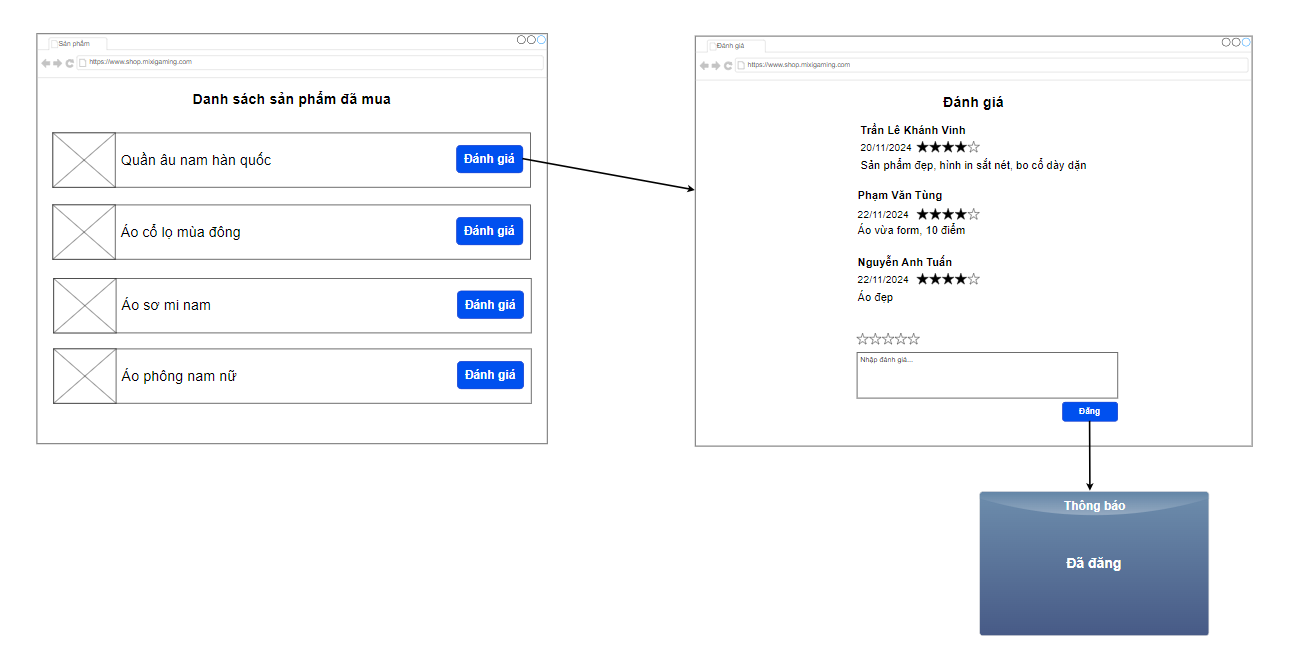 Sản phẩm
https://www.shop.mixigaming.com
Danh sách sản phẩm đã mua
Quần âu nam hàn quốc
Đánh giá
Áo cổ lọ mùa đông
Đánh giá
Áo sơ mi nam
Đánh giá
Áo phông nam nữ
Đánh giá
Đánh giá
https://www.shop.mixigaming.com
Đánh giá
Trần Lê Khánh Vinh
20/11/2024
Sản phẩm đẹp, hình in sắt nét, bo cổ dày dặn
Phạm Văn Tùng
22/11/2024
Áo vừa form, 10 điểm
Nguyễn Anh Tuấn
22/11/2024
Áo đẹp
Nhập đánh giá...
Đăng
Thông báo
Đã đăng